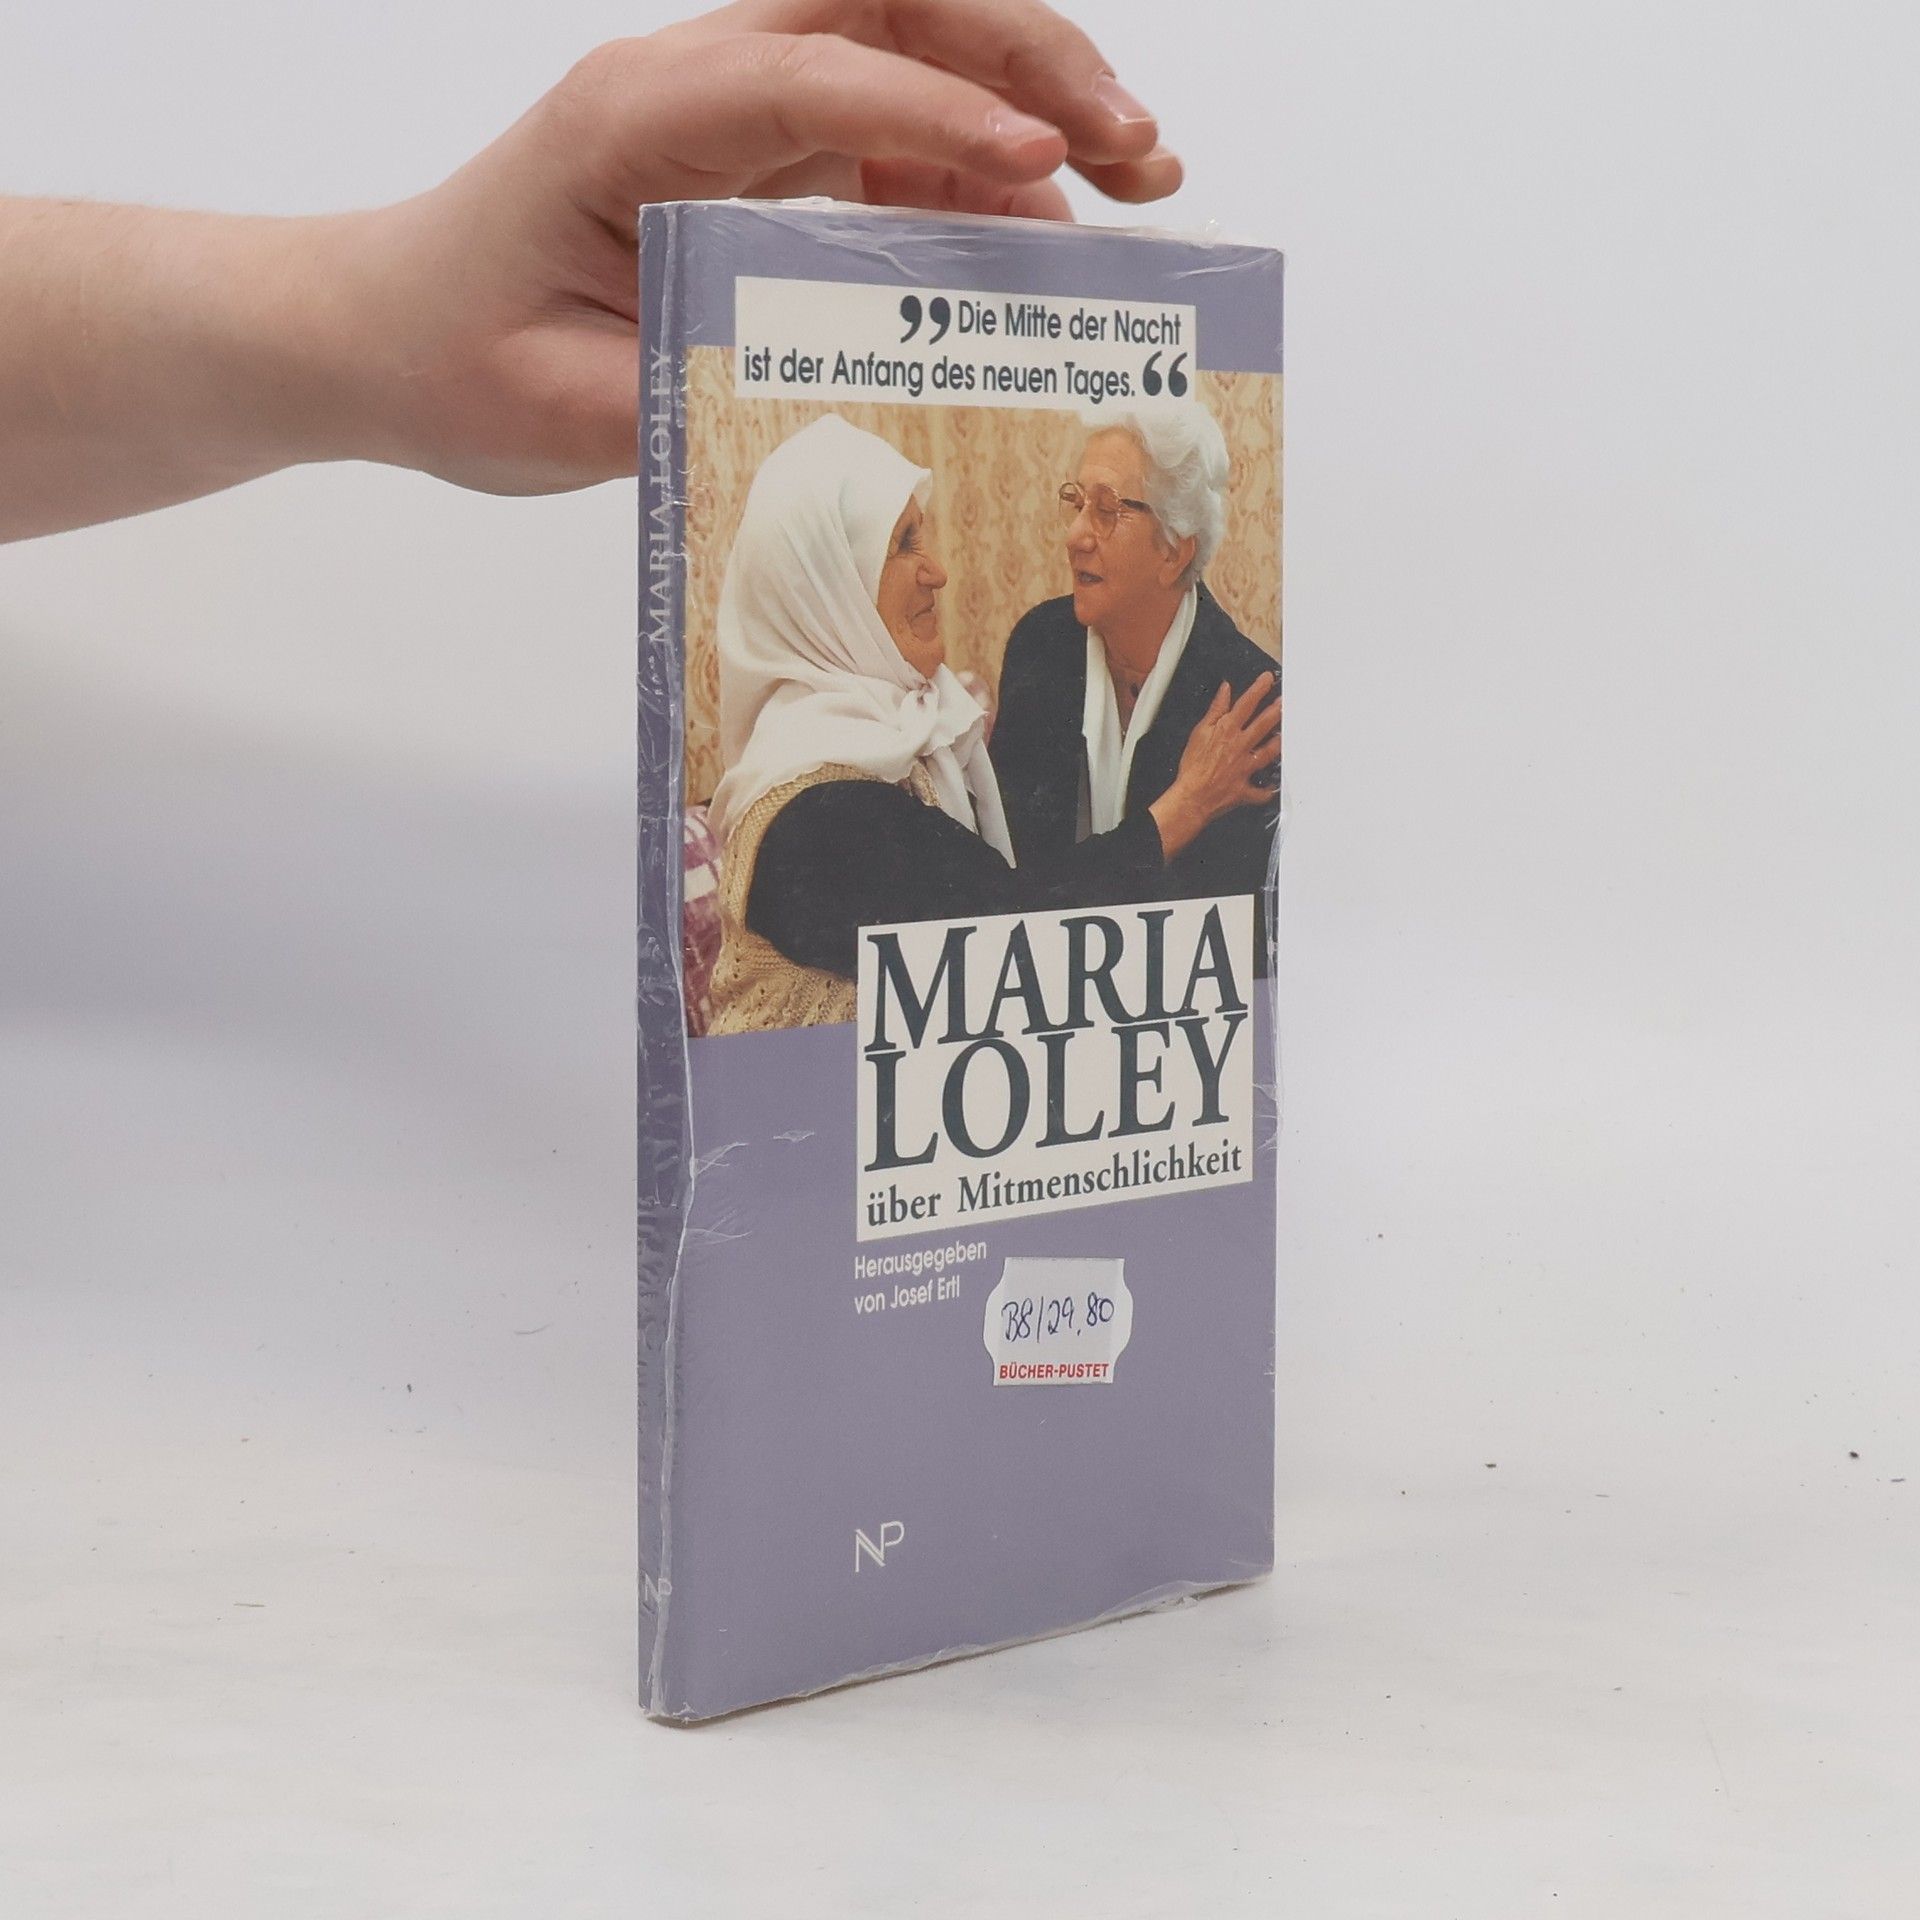 MARIA LOLEY
„Die Mitte der Nacht
ist der Anfang des neuen Tages.“
MARIA
LOLEY
über Mitmenschlichkeit
Herausgegeben
von Josef Ertl
B8/29,80
BÜCHER-PUSTET
NP
NP